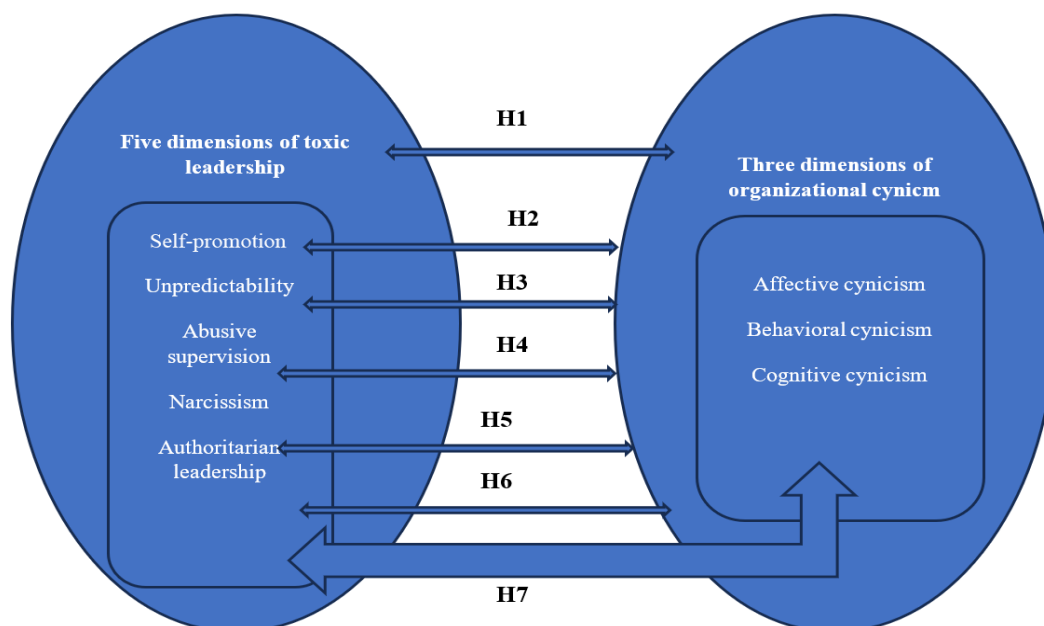 Five dimensions of toxic
leadership
Self-promotion
Unpredictability
Abusive
supervision
Narcissism
Authoritarian
leadership
H1
H2
H3
H4
H5
H6
H7
Three dimensions of
organizational cynicm
Affective cynicism
Behavioral cynicism
Cognitive cynicism